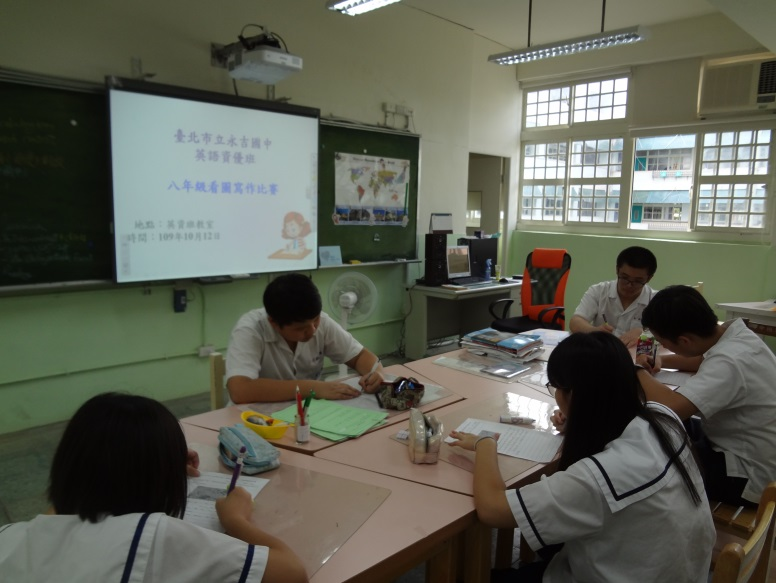 臺北市立永吉國中
英語資優班
八年級看圖寫作比賽
地點：英資班教室
時間：109年10月12日